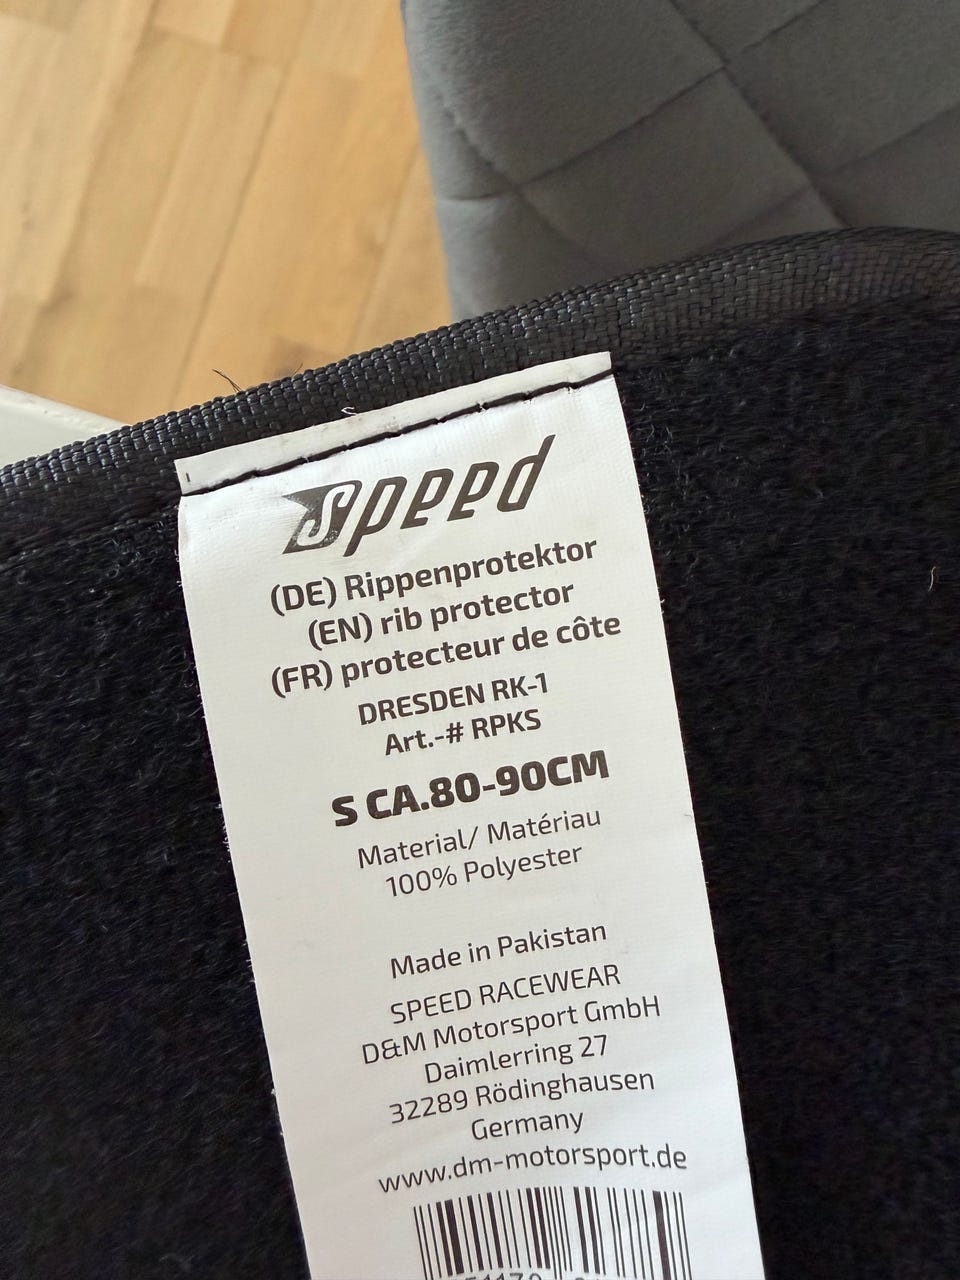 Speed
(DE) Rippenprotektor
(EN) rib protector
(FR) protecteur de côte
DRESDEN RK-1
Art.-# RPKS
S CA.80-90CM
Material/ Matériau
100% Polyester
Made in Pakistan
SPEED RACEWEAR
D&M Motorsport GmbH
Daimlerring 27
32289 Rödinghausen
Germany
www.dm-motorsport.de